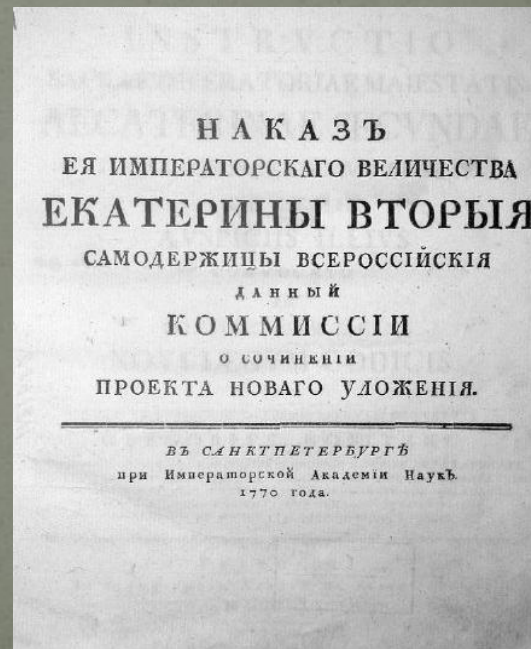 НАКАЗЪ
ЕЯ ИМПЕРАТОРСКАГО ВЕЛИЧЕСТВА
ЕКАТЕРИНЫ ВТОРЫЯ
САМОДЕРЖИЦЫ ВСЕРОССІЙСКІЯ
ДАННЫЙ
КОММИССІИ
О СОЧИНЕНІИ
ПРОЕКТА НОВАГО УЛОЖЕНІЯ.
ВЪ САНКТПЕТЕРБУРГѢ
при Императорской Академіи Наукъ.
1770 года.